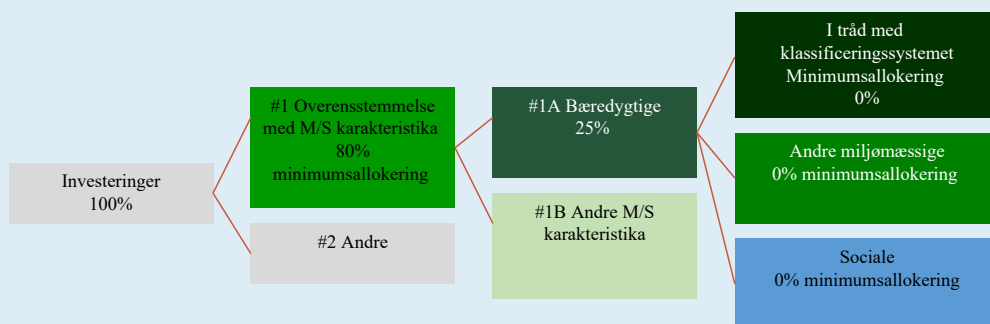 Investeringer
100%
#1 Overensstemmelse
med M/S karakteristika
80%
minimumsallokering
#2 Andre
#1A Bæredygtige
25%
#1B Andre M/S
karakteristika
I tråd med
klassificeringssystemet
Minimumsallokering
0%
Andre miljømæssige
0% minimumsallokering
Sociale
0% minimumsallokering